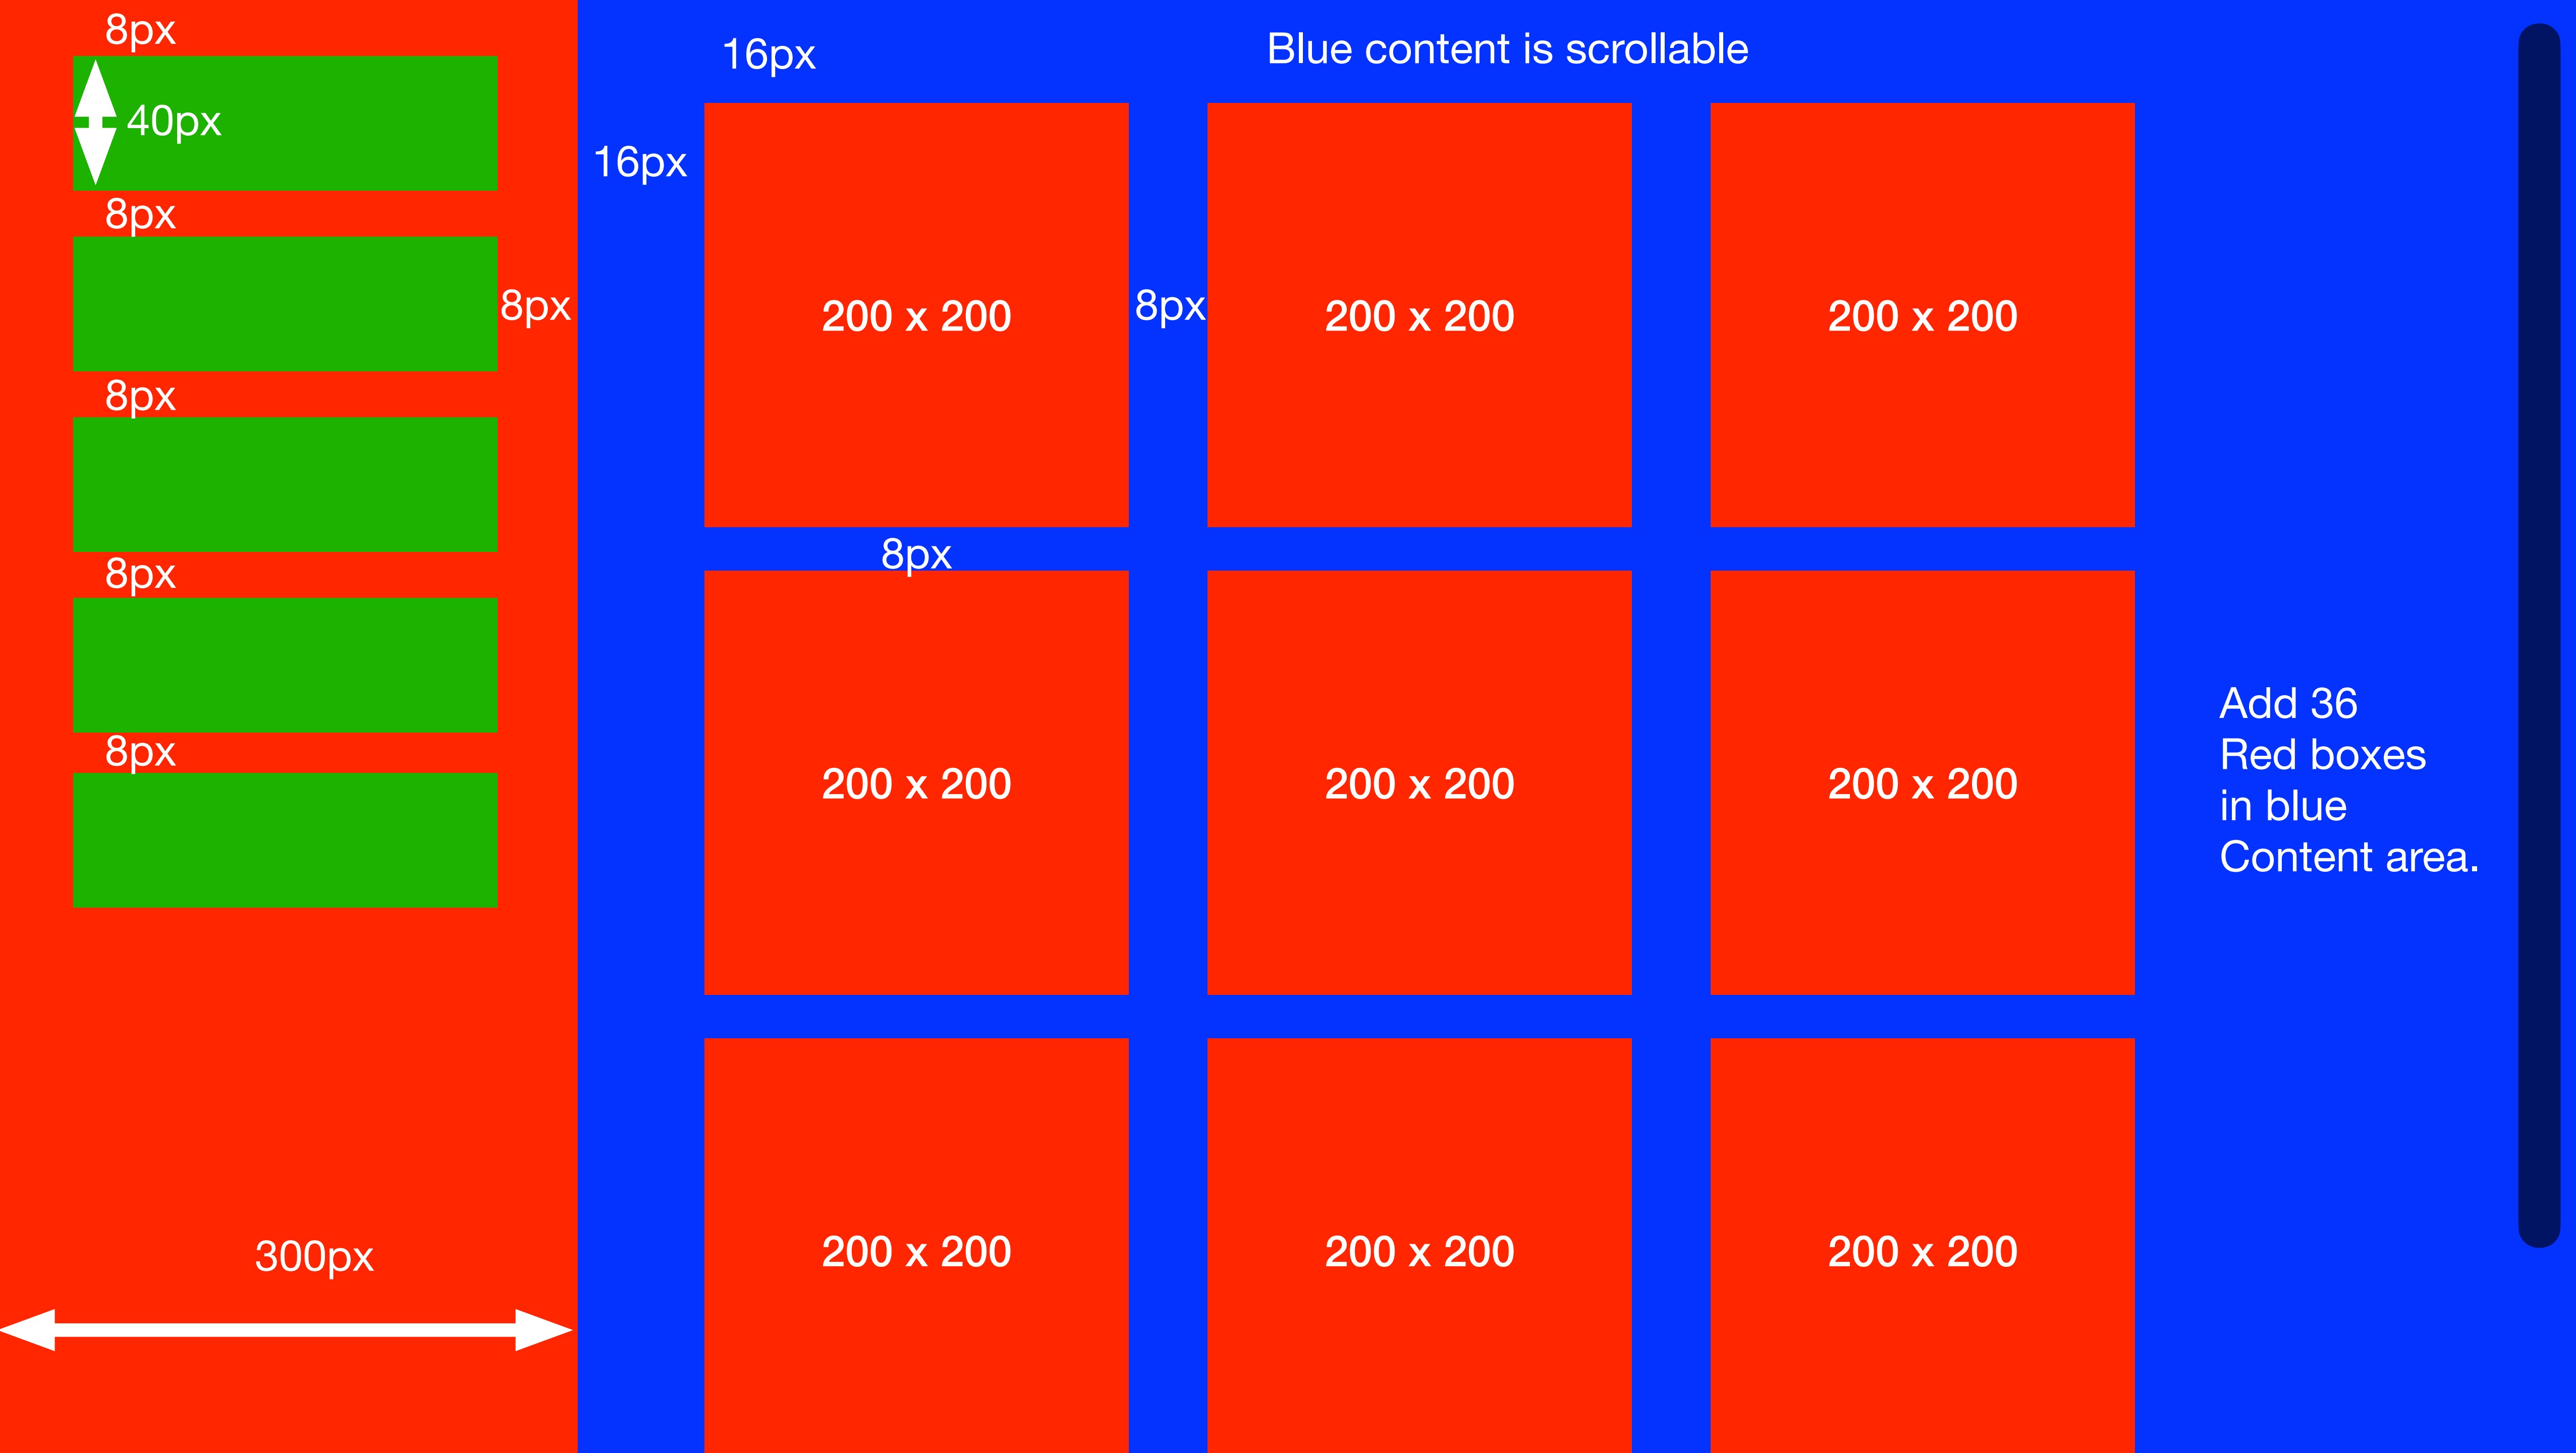 8px
40px
8px
8px
8px
8px
8px
300px
16px
Blue content is scrollable
16px
200 x 200
8px
200 x 200
200 x 200
8px
200 x 200
200 x 200
200 x 200
Add 36
Red boxes
in blue
Content area.
200 x 200
200 x 200
200 x 200